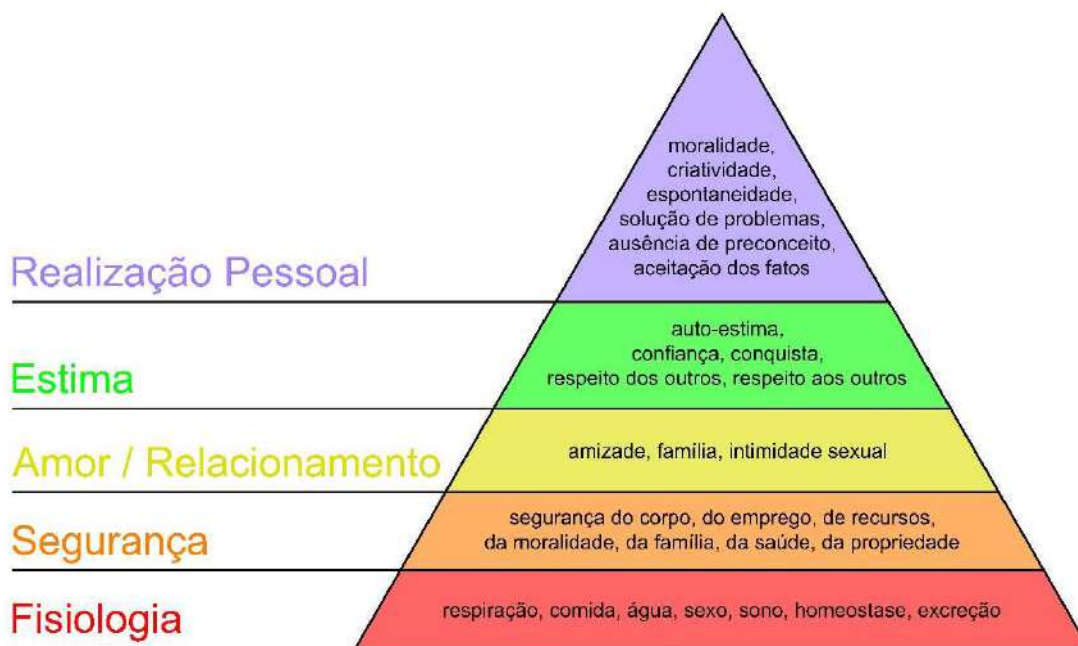 moralidade,
criatividade,
espontaneidade,
solução de problemas,
ausência de preconceito,
aceitação dos fatos
Realização Pessoal
auto-estima,
confiança, conquista,
respeito dos outros, respeito aos outros
Estima
amizade, família, intimidade sexual
Amor / Relacionamento
segurança do corpo, do emprego, de recursos,
da moralidade, da família, da saúde, da propriedade
Segurança
respiração, comida, água, sexo, sono, homeostase, excreção
Fisiologia